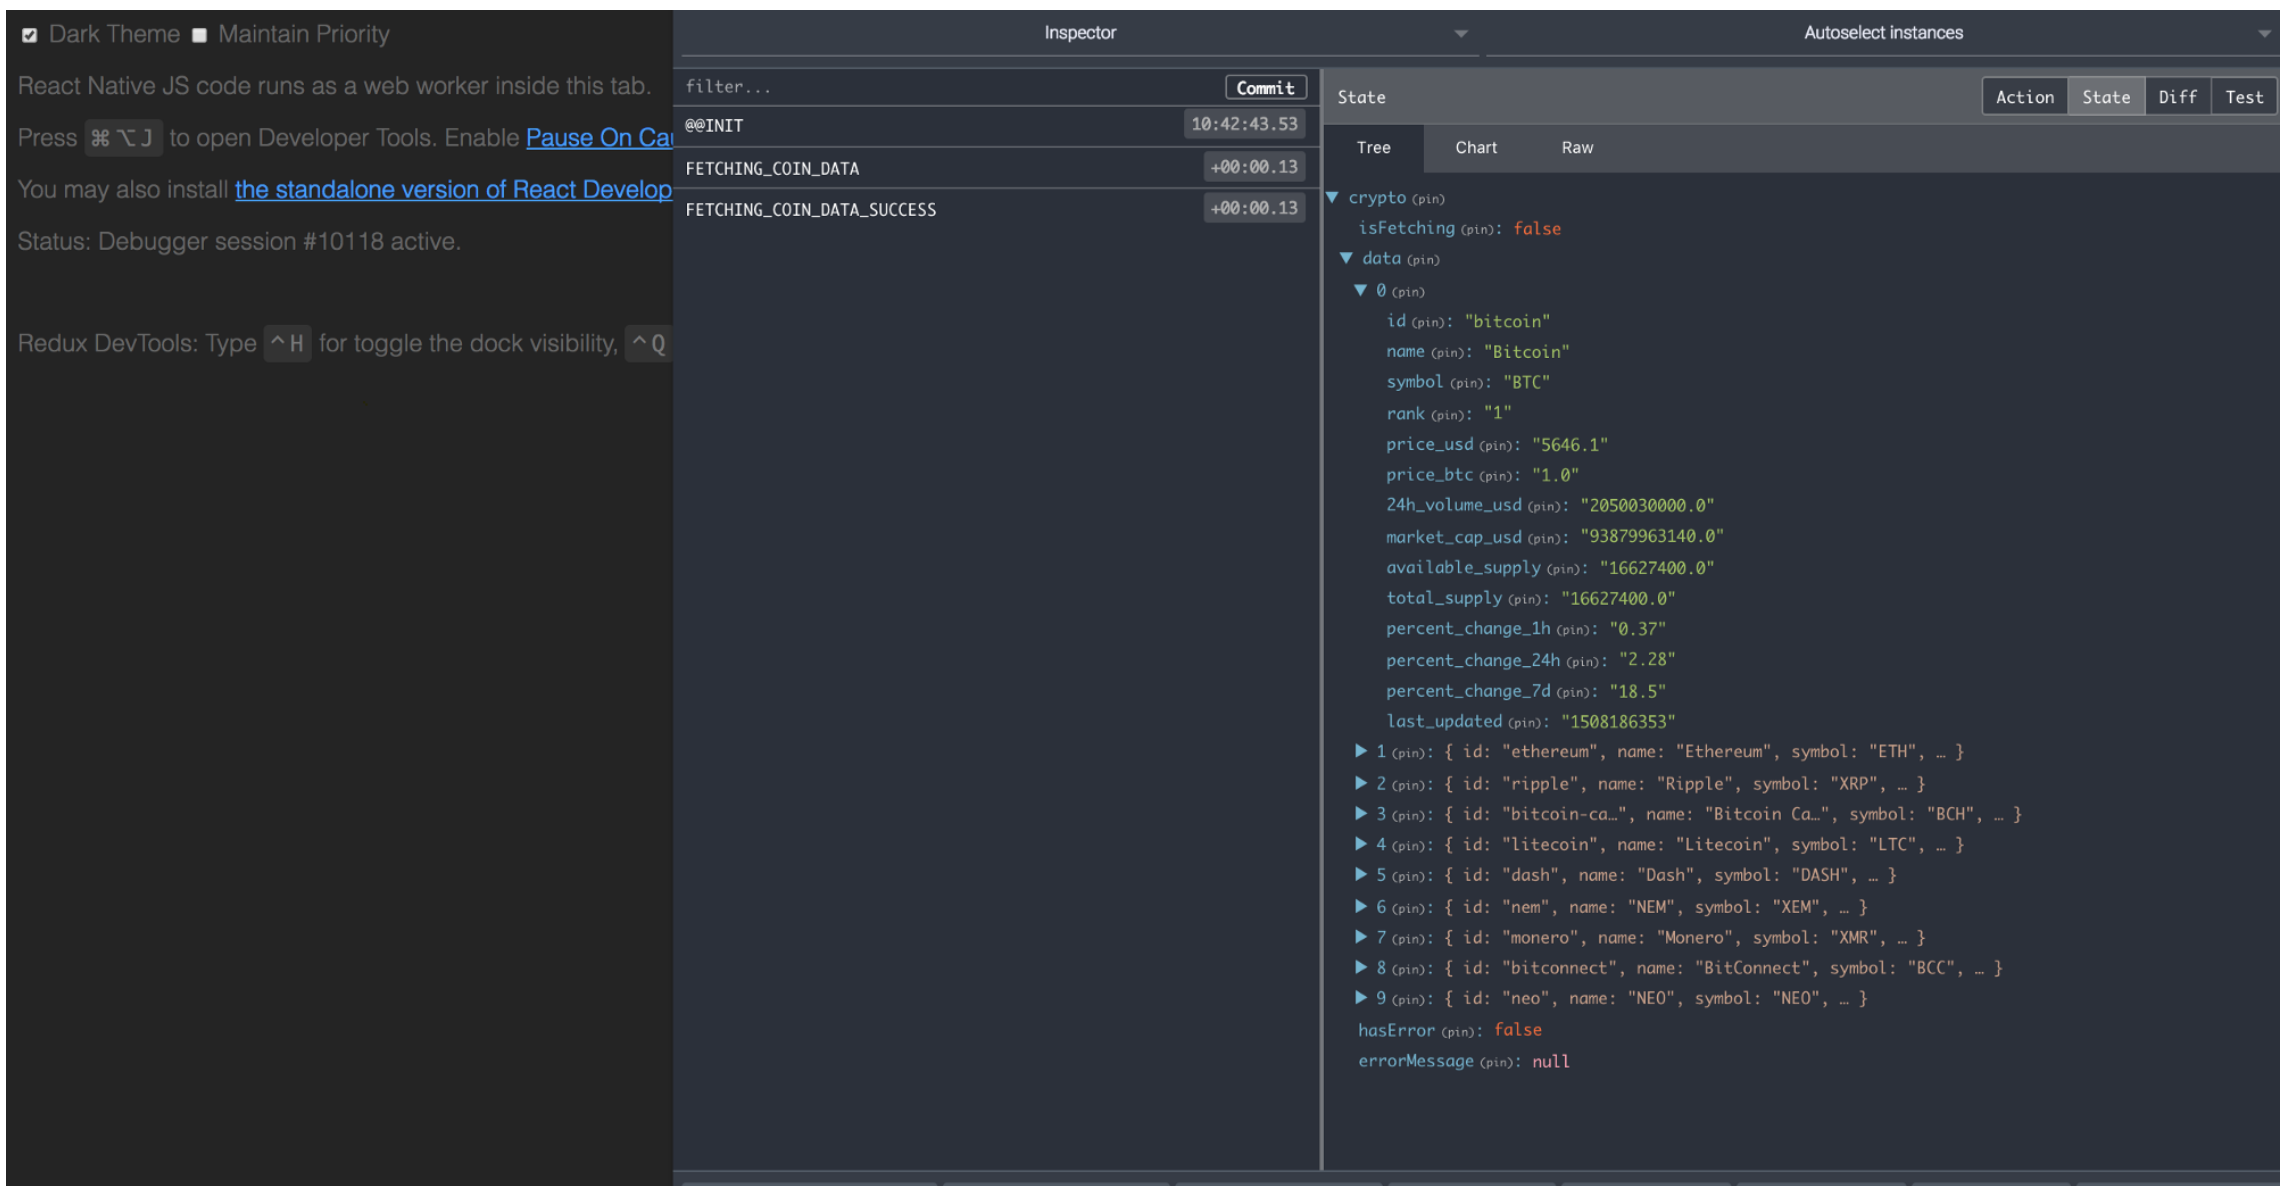 Dark Theme Maintain Priority
React Native JS code runs as a web worker inside this tab.
Press ⌘⌥J to open Developer Tools. Enable Pause On
You may also install the standalone version of React
Status: Debugger session #10118 active.
Redux DevTools: Type ^H for toggle the dock visibility, ^Q
Inspector
Autoselect instances
filter...
Commit
@@INIT 10:42:43.53
FETCHING_COIN_DATA +00:00.13
FETCHING_COIN_DATA_SUCCESS +00:00.13
State
Action State Diff Test
Tree Chart Raw
▼ crypto (pin)
isFetching (pin): false
▼ data (pin)
▼ 0 (pin)
id (pin): "bitcoin"
name (pin): "Bitcoin"
symbol (pin): "BTC"
rank (pin): "1"
price_usd (pin): "5646.1"
price_btc (pin): "1.0"
24h_volume_usd (pin): "2050030000.0"
market_cap_usd (pin): "93879963140.0"
available_supply (pin): "16627400.0"
total_supply (pin): "16627400.0"
percent_change_1h (pin): "0.37"
percent_change_24h (pin): "2.28"
percent_change_7d (pin): "18.5"
last_updated (pin): "1508186353"
▶ 1 (pin): { id: "ethereum", name: "Ethereum", symbol: "ETH", … }
▶ 2 (pin): { id: "ripple", name: "Ripple", symbol: "XRP", … }
▶ 3 (pin): { id: "bitcoin-ca…", name: "Bitcoin Ca…", symbol: "BCH", … }
▶ 4 (pin): { id: "litecoin", name: "Litecoin", symbol: "LTC", … }
▶ 5 (pin): { id: "dash", name: "Dash", symbol: "DASH", … }
▶ 6 (pin): { id: "nem", name: "NEM", symbol: "XEM", … }
▶ 7 (pin): { id: "monero", name: "Monero", symbol: "XMR", … }
▶ 8 (pin): { id: "bitconnect", name: "BitConnect", symbol: "BCC", … }
▶ 9 (pin): { id: "neo", name: "NEO", symbol: "NEO", … }
hasError (pin): false
errorMessage (pin): null